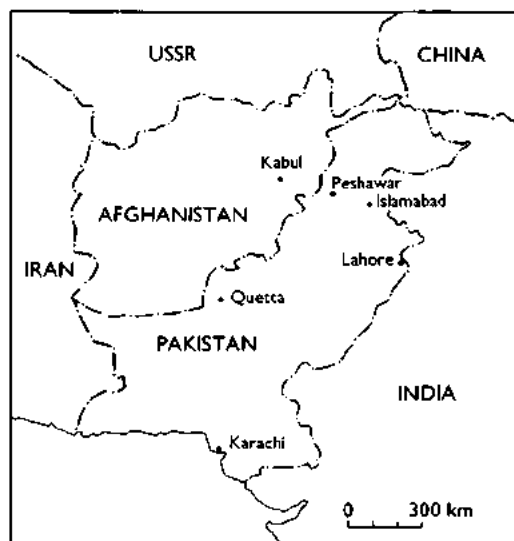 USSR
CHINA
Kabul
Peshawar
Islamabad
AFGHANISTAN
Lahore
IRAN
Quetta
PAKISTAN
INDIA
Karachi
0 300 km